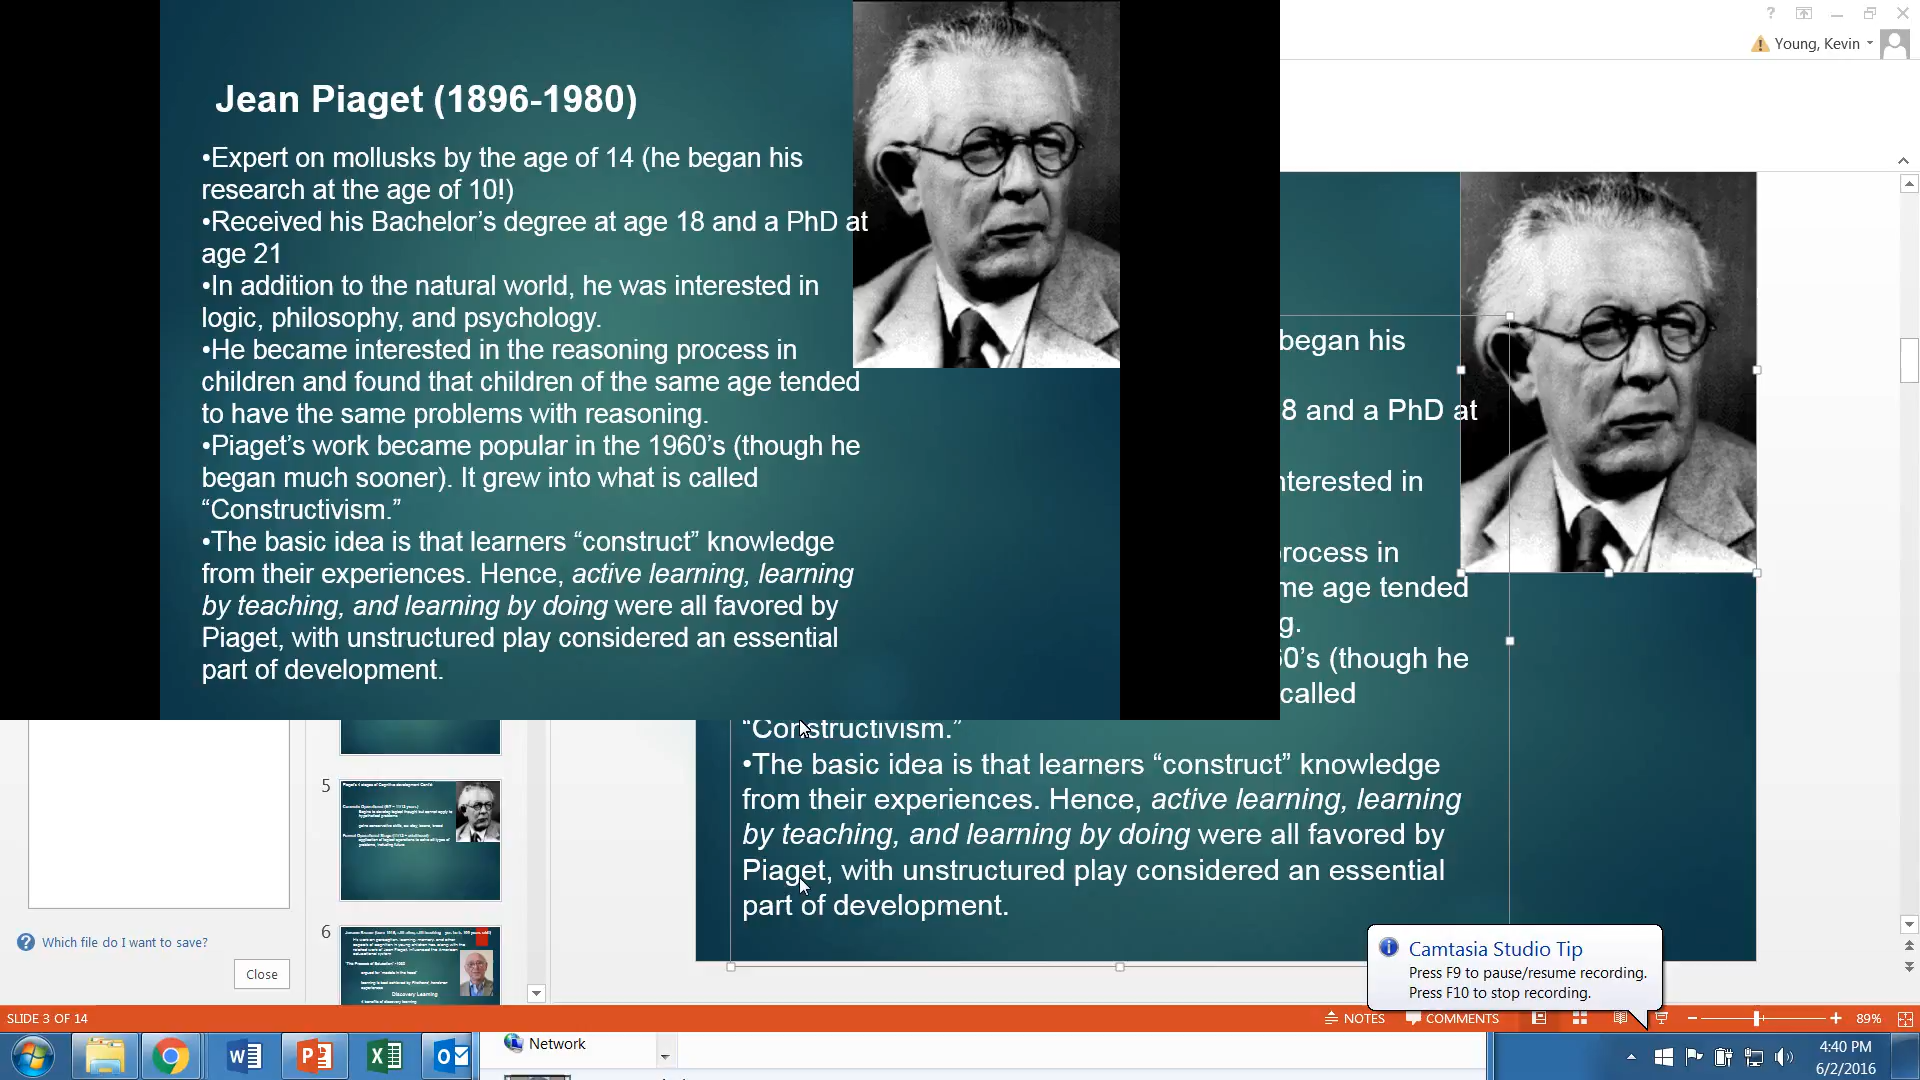 Jean Piaget (1896-1980)
•Expert on mollusks by the age of 14 (he began his
research at the age of 10!)
•Received his Bachelor’s degree at age 18 and a PhD at
age 21
•In addition to the natural world, he was interested in
logic, philosophy, and psychology.
•He became interested in the reasoning process in
children and found that children of the same age tended
to have the same problems with reasoning.
•Piaget’s work became popular in the 1960’s (though he
began much sooner). It grew into what is called
“Constructivism.”
•The basic idea is that learners “construct” knowledge
from their experiences. Hence, active learning, learning
by teaching, and learning by doing were all favored by
Piaget, with unstructured play considered an essential
part of development.
Young, Kevin
began his
8 and a PhD at
nterested in
rocess in
me age tended
g.
60’s (though he
called
“Constructivism.”
•The basic idea is that learners “construct” knowledge
from their experiences. Hence, active learning, learning
by teaching, and learning by doing were all favored by
Piaget, with unstructured play considered an essential
part of development.
5
Piaget's 4 stages of Cognitive development Cont'd
6
Discovery Learning
Which file do I want to save?
Close
Camtasia Studio Tip
Press F9 to pause/resume recording.
Press F10 to stop recording.
SLIDE 3 OF 14
NOTES
COMMENTS
89%
Network
4:40 PM
6/2/2016